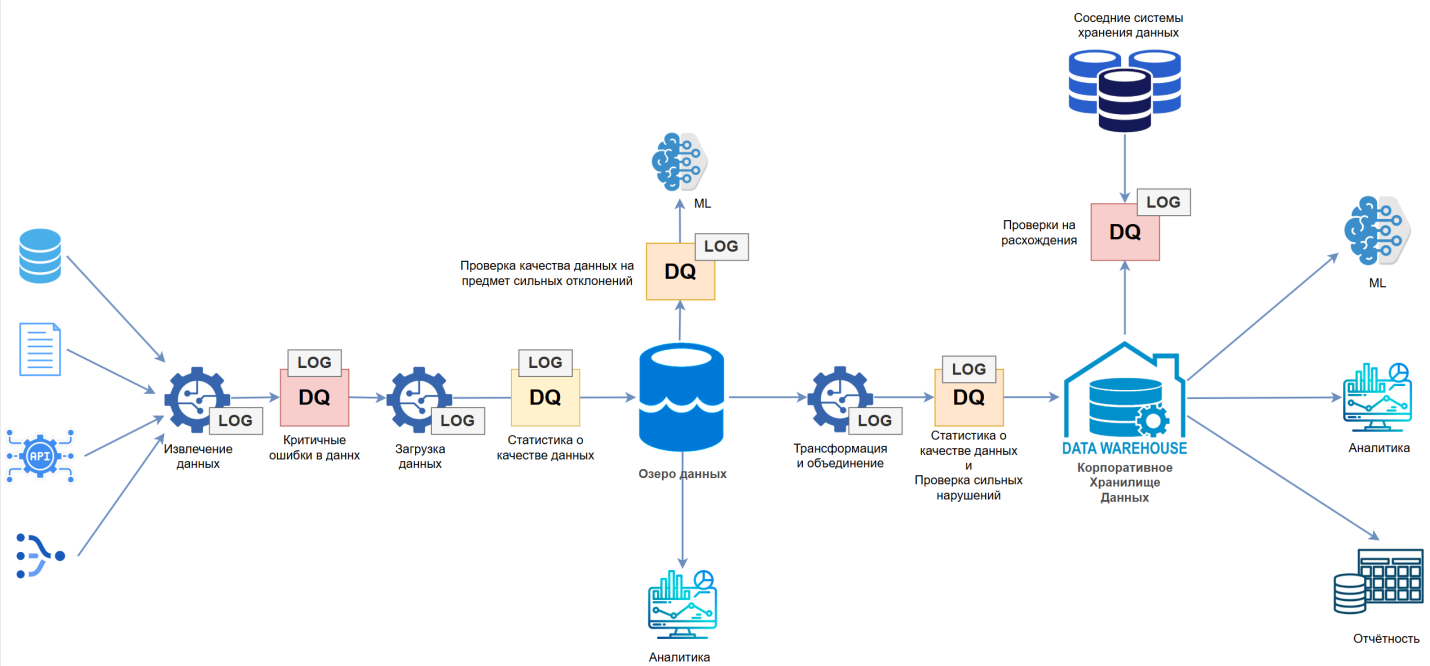 Соседние системы
хранения данных
LOG
DQ
Проверки на
расхождения
ML
LOG
DQ
Проверка качества данных на
предмет сильных отклонений
ML
API
LOG
Извлечение
данных
LOG
DQ
Критичные
ошибки в даннх
LOG
Загрузка
данных
LOG
DQ
Статистика о
качестве данных
Озеро данных
Аналитика
LOG
Трансформация
и объединение
LOG
DQ
Статистика о
качестве данных
и
Проверка сильных
нарушений
DATA WAREHOUSE
Корпоративное
Хранилище
Данных
Аналитика
Отчётность